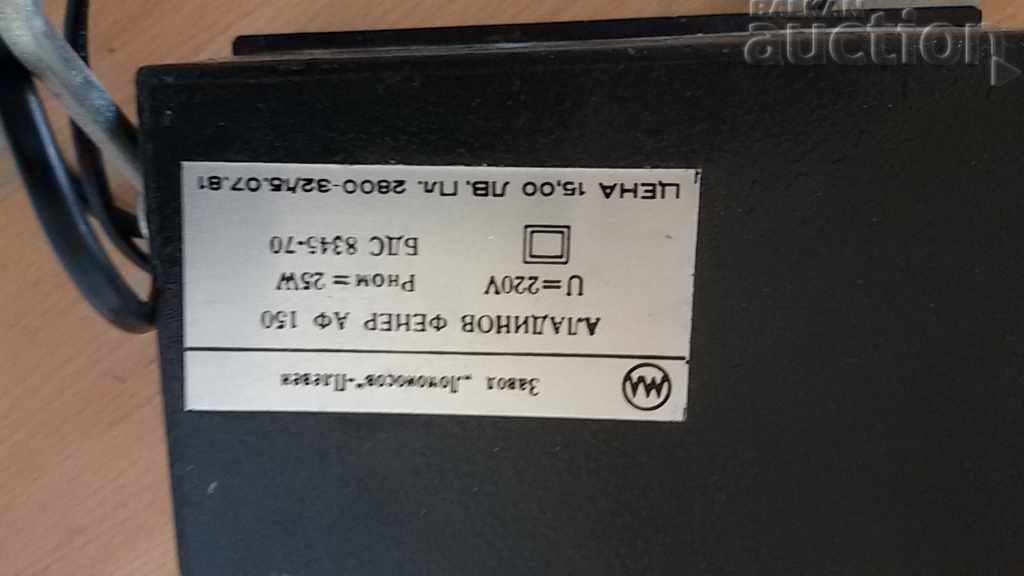 BALKAN
auction
Завод „Ломоносов"-Плевен
АЛАДИНОВ ФЕНЕР АФ 150
U=220V Pном=25W
БДС 8345-70
ЦЕНА 15,00 ЛВ. Пл. 2800-32/15.07.81